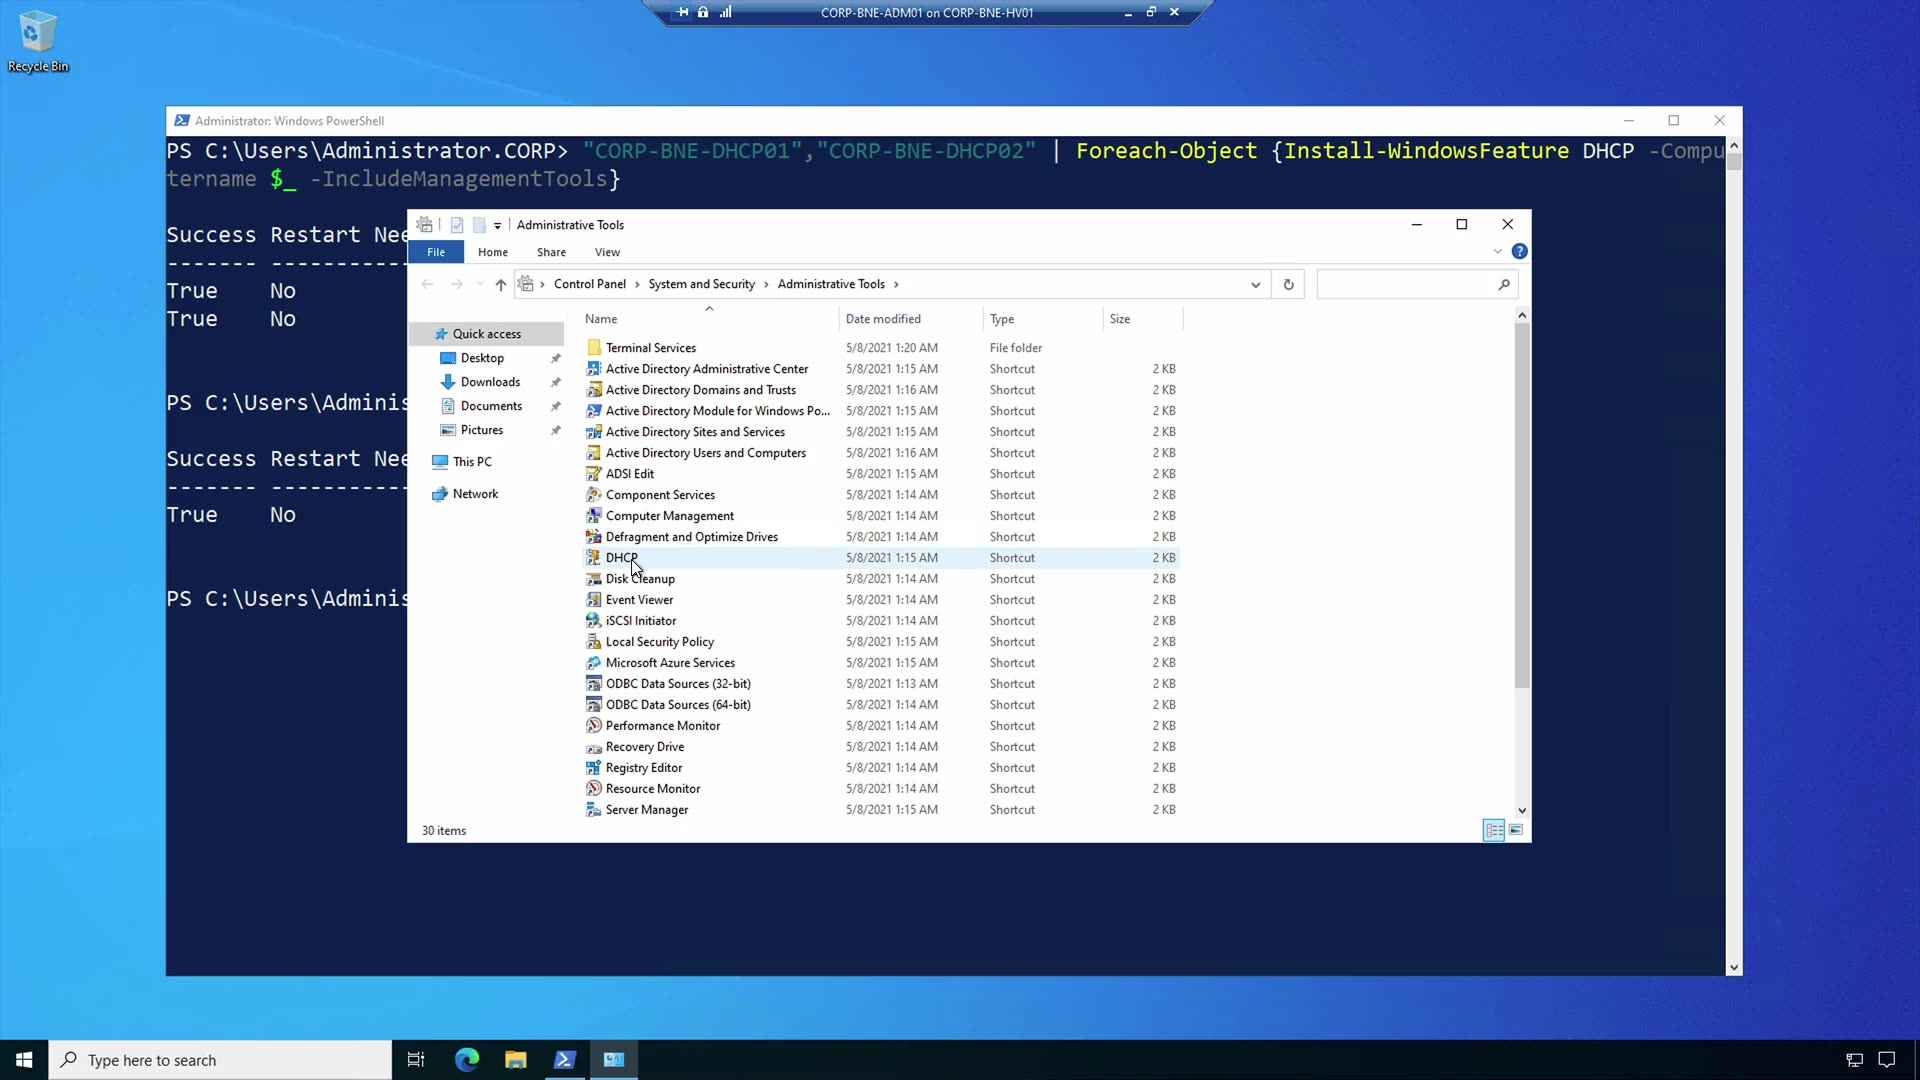 CORP-BNE-ADM01 on CORP-BNE-HV01
Recycle Bin
Administrator: Windows PowerShell
PS C:\Users\Administrator.CORP> "CORP-BNE-DHCP01","CORP-BNE-DHCP02" | Foreach-Object {Install-WindowsFeature DHCP -Compu
tername $_ -IncludeManagementTools}
Success Restart Nee
------- -----------
True No
True No
PS C:\Users\Adminis
Success Restart Nee
------- -----------
True No
PS C:\Users\Adminis
Administrative Tools
File Home Share View
Control Panel System and Security Administrative Tools
Quick access
Desktop
Downloads
Documents
Pictures
This PC
Network
Name Date modified Type Size
Terminal Services 5/8/2021 1:20 AM File folder
Active Directory Administrative Center 5/8/2021 1:15 AM Shortcut 2 KB
Active Directory Domains and Trusts 5/8/2021 1:16 AM Shortcut 2 KB
Active Directory Module for Windows Po... 5/8/2021 1:15 AM Shortcut 2 KB
Active Directory Sites and Services 5/8/2021 1:15 AM Shortcut 2 KB
Active Directory Users and Computers 5/8/2021 1:16 AM Shortcut 2 KB
ADSI Edit 5/8/2021 1:15 AM Shortcut 2 KB
Component Services 5/8/2021 1:14 AM Shortcut 2 KB
Computer Management 5/8/2021 1:14 AM Shortcut 2 KB
Defragment and Optimize Drives 5/8/2021 1:14 AM Shortcut 2 KB
DHCP 5/8/2021 1:15 AM Shortcut 2 KB
Disk Cleanup 5/8/2021 1:14 AM Shortcut 2 KB
Event Viewer 5/8/2021 1:14 AM Shortcut 2 KB
iSCSI Initiator 5/8/2021 1:14 AM Shortcut 2 KB
Local Security Policy 5/8/2021 1:15 AM Shortcut 2 KB
Microsoft Azure Services 5/8/2021 1:15 AM Shortcut 2 KB
ODBC Data Sources (32-bit) 5/8/2021 1:13 AM Shortcut 2 KB
ODBC Data Sources (64-bit) 5/8/2021 1:14 AM Shortcut 2 KB
Performance Monitor 5/8/2021 1:14 AM Shortcut 2 KB
Recovery Drive 5/8/2021 1:14 AM Shortcut 2 KB
Registry Editor 5/8/2021 1:14 AM Shortcut 2 KB
Resource Monitor 5/8/2021 1:14 AM Shortcut 2 KB
Server Manager 5/8/2021 1:15 AM Shortcut 2 KB
30 items
Type here to search